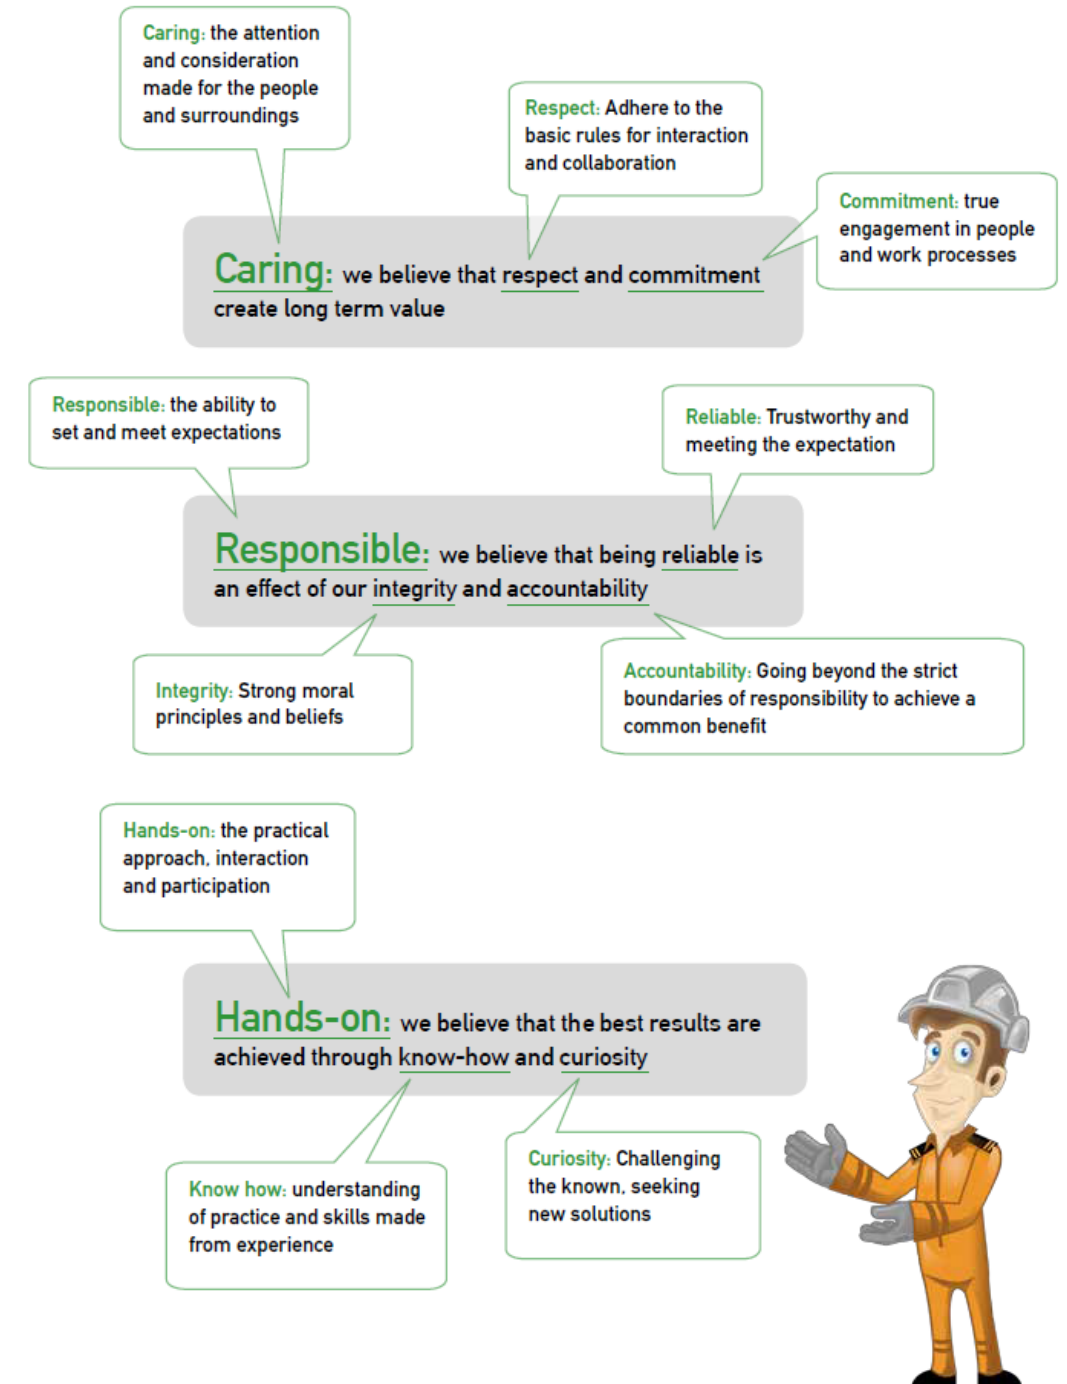 Caring: the attention
and consideration
made for the people
and surroundings
Respect: Adhere to the
basic rules for interaction
and collaboration
Commitment: true
engagement in people
and work processes
Caring: we believe that respect and commitment
create long term value
Responsible: the ability to
set and meet expectations
Reliable: Trustworthy and
meeting the expectation
Responsible: we believe that being reliable is
an effect of our integrity and accountability
Integrity: Strong moral
principles and beliefs
Accountability: Going beyond the strict
boundaries of responsibility to achieve a
common benefit
Hands-on: the practical
approach, interaction
and participation
Hands-on: we believe that the best results are
achieved through know-how and curiosity
Know how: understanding
of practice and skills made
from experience
Curiosity: Challenging
the known, seeking
new solutions